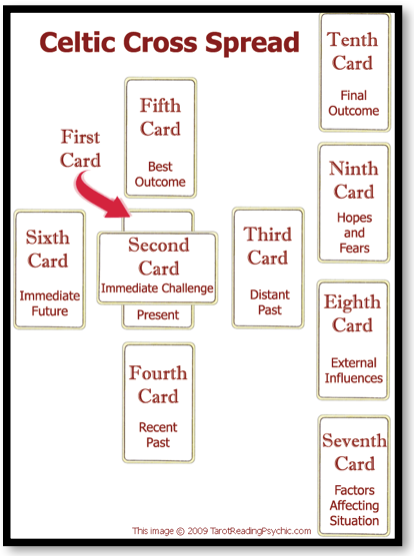 Celtic Cross Spread
First
Card
Fifth
Card
Best
Outcome
Sixth
Card
Immediate
Future
Second
Card
Immediate Challenge
Present
Third
Card
Distant
Past
Fourth
Card
Recent
Past
Tenth
Card
Final
Outcome
Ninth
Card
Hopes
and
Fears
Eighth
Card
External
Influences
Seventh
Card
Factors
Affecting
Situation
This image © 2009 TarotReadingPsychic.com